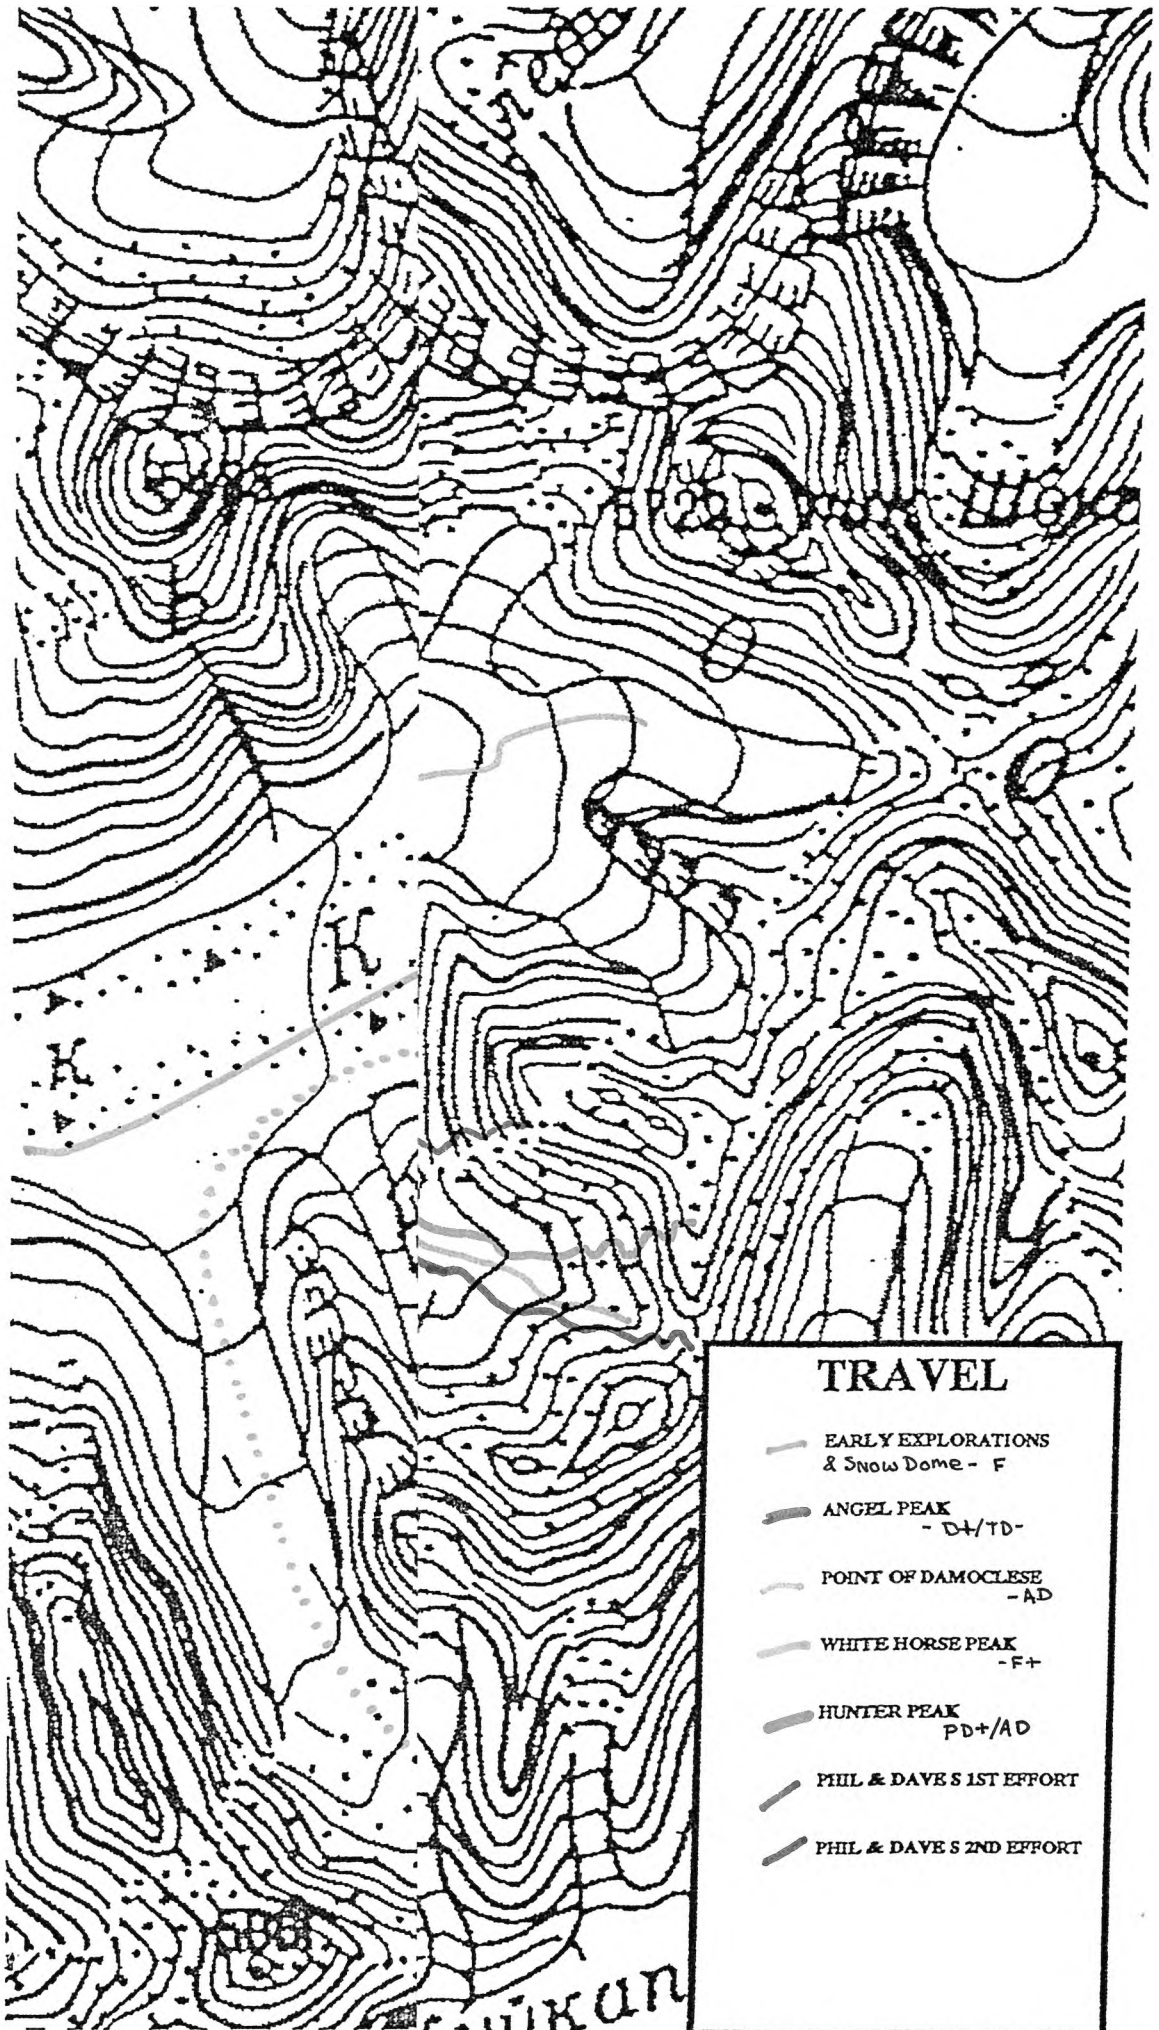 K
K
TRAVEL
EARLY EXPLORATIONS
& SNOW DOME - F
ANGEL PEAK
- D+/TD-
POINT OF DAMOCLESE
- AD
WHITE HORSE PEAK
- F+
HUNTER PEAK
PD+/AD
PHIL & DAVE S 1ST EFFORT
PHIL & DAVE S 2ND EFFORT